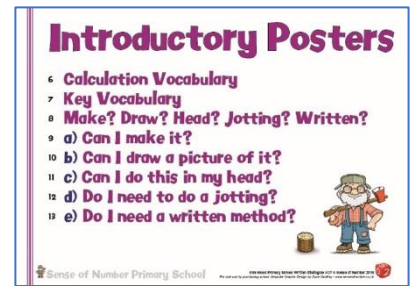 Introductory Posters
6 Calculation Vocabulary
7 Key Vocabulary
8 Make? Draw? Head? Jotting? Written?
9 a) Can I make it?
10 b) Can I draw a picture of it?
11 c) Can I do this in my head?
12 d) Do I need to do a jotting?
13 e) Do I need a written method?
Sense of Number Primary School